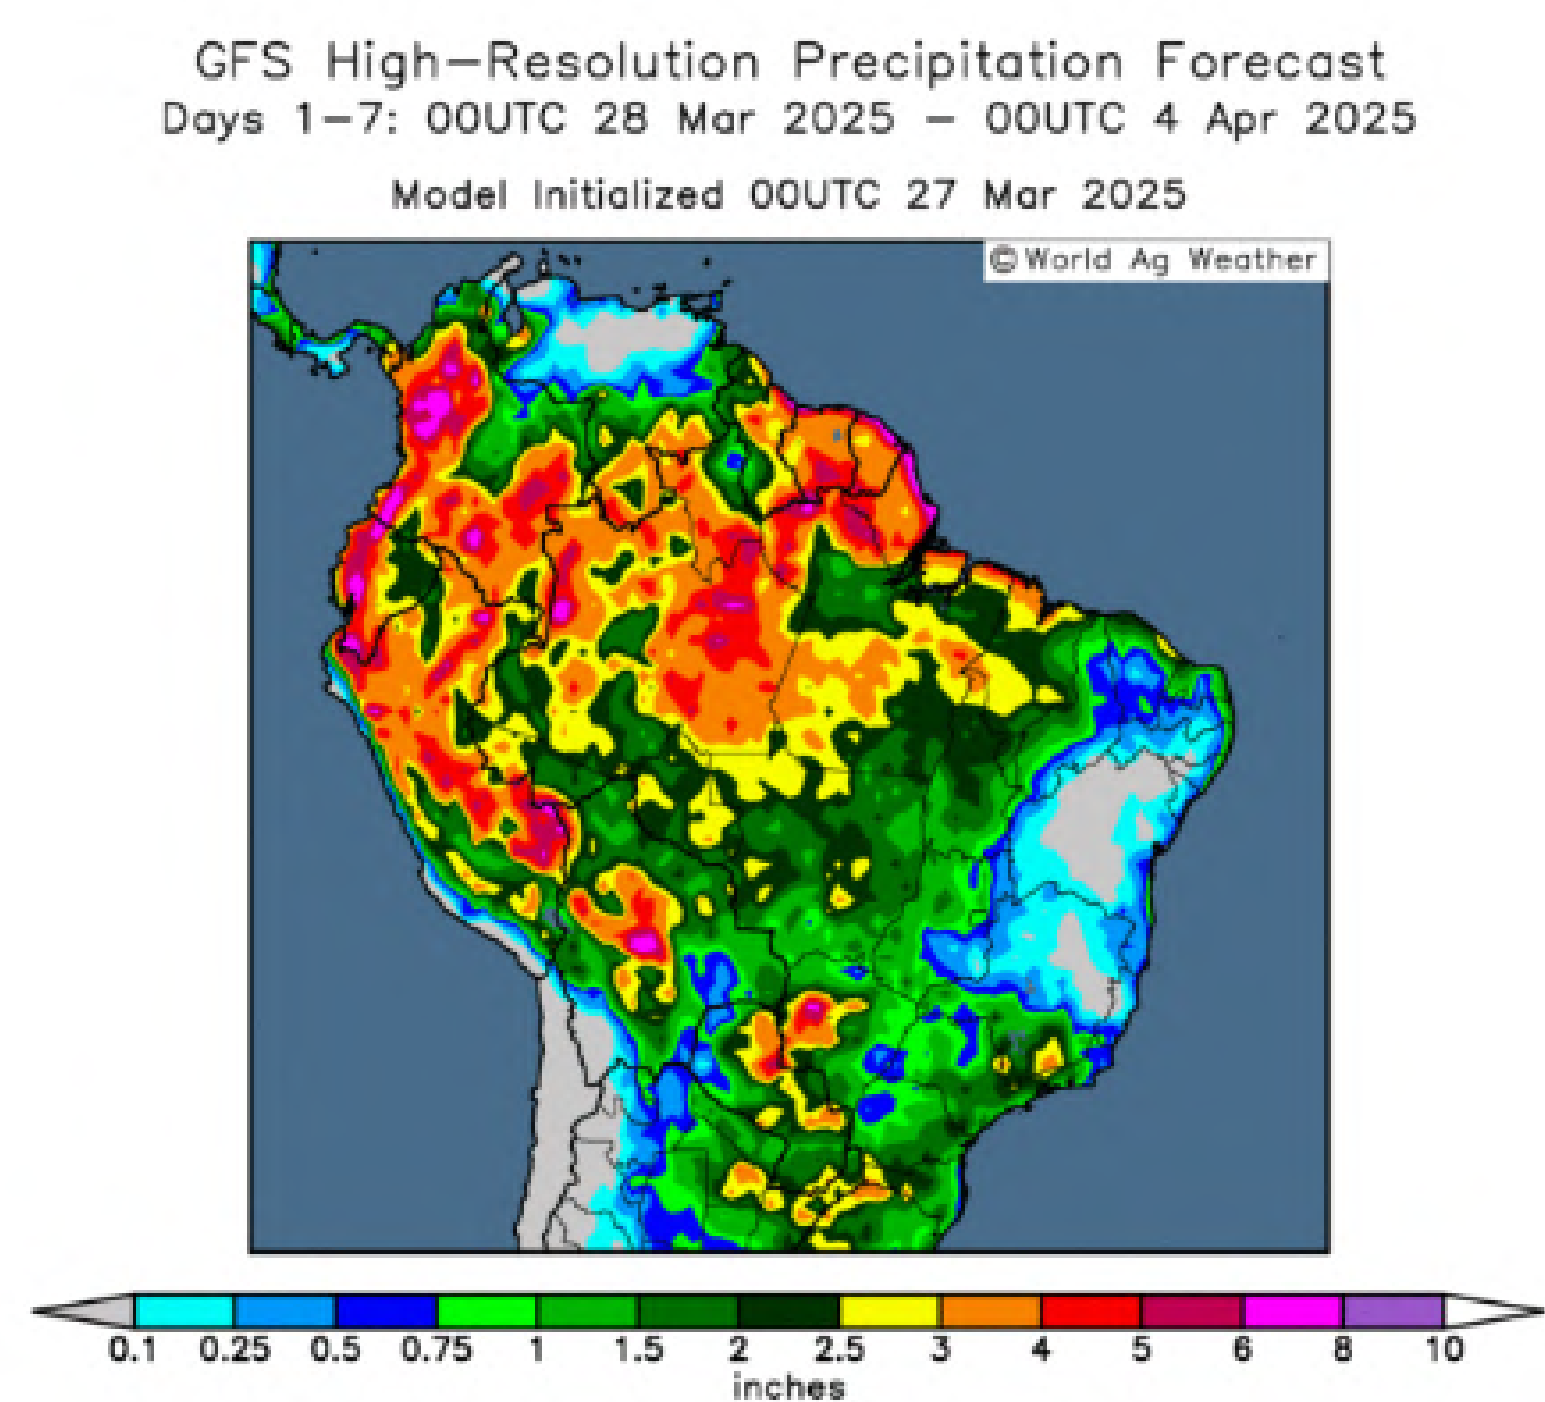 GFS High-Resolution Precipitation Forecast
Days 1-7: 00UTC 28 Mar 2025 - 00UTC 4 Apr 2025
Model Initialized 00UTC 27 Mar 2025
© World Ag Weather
0.1 0.25 0.5 0.75 1 1.5 2 2.5 3 4 5 6 8 10
inches